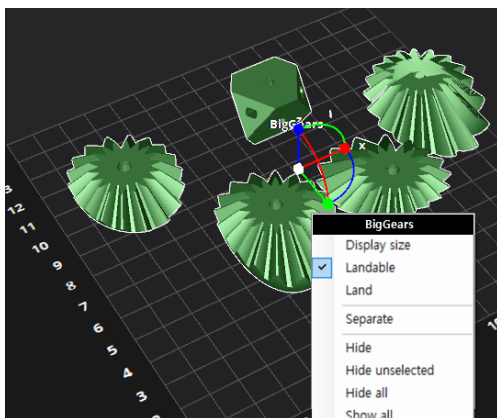 BigGears
z
x
12
11
10
9
8
7
6
5
4
3
BigGears
Display size
Landable
Land
Separate
Hide
Hide unselected
Hide all
Show all